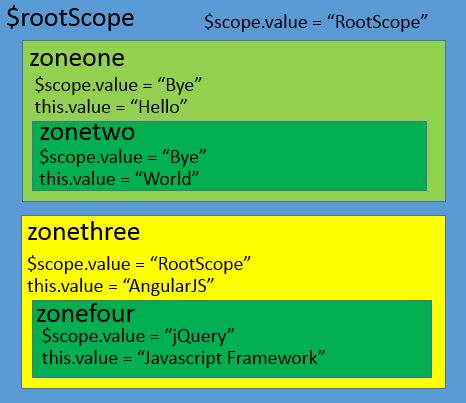 $rootScope
$scope.value = “RootScope”
zoneone
$scope.value = “Bye”
this.value = “Hello”
zonetwo
$scope.value = “Bye”
this.value = “World”
zonethree
$scope.value = “RootScope”
this.value = “AngularJS”
zonefour
$scope.value = “jQuery”
this.value = “Javascript Framework”